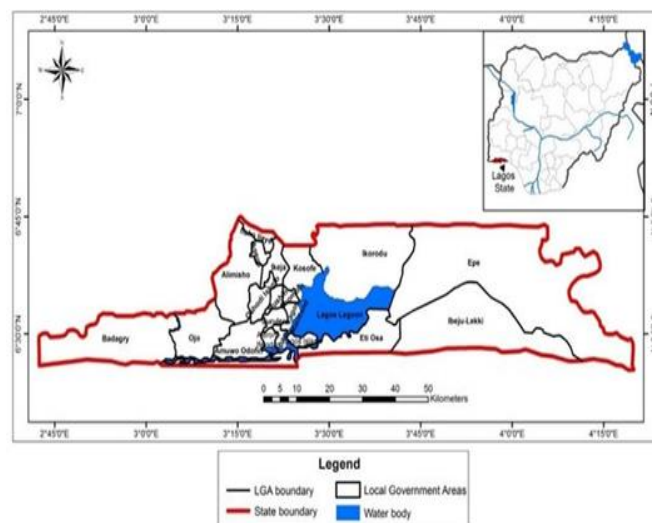 2°45'0"E 3°0'0"E 3°15'0"E 3°30'0"E 3°45'0"E 4°0'0"E 4°15'0"E
7°0'0"N
6°45'0"N
6°30'0"N
Lagos
State
Ikeja
Kosofe
Ikorodu
Epe
Alimisho
Lagos Lagoon
Ibeju-Lekki
Badagry
Ojo
Amuwo Odofin
Eti Osa
0 5 10 20 30 40 50
Kilometers
2°45'0"E 3°0'0"E 3°15'0"E 3°30'0"E 3°45'0"E 4°0'0"E 4°15'0"E
Legend
LGA boundary
Local Government Areas
State boundary
Water body